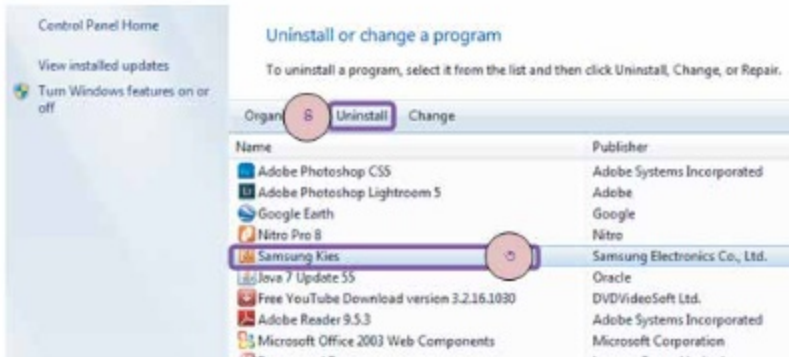 Control Panel Home
Uninstall or change a program
View installed updates
To uninstall a program, select it from the list and then click Uninstall, Change, or Repair.
Turn Windows features on or
off
Organ Uninstall Change
Name Publisher
Adobe Photoshop CS5 Adobe Systems Incorporated
Adobe Photoshop Lightroom 5 Adobe
Google Earth Google
Nitro Pro 8 Nitro
Samsung Kies Samsung Electronics Co., Ltd.
Java 7 Update 55 Oracle
Free YouTube Download version 3.2.16.1030 DVDVideoSoft Ltd.
Adobe Reader 9.5.3 Adobe Systems Incorporated
Microsoft Office 2003 Web Components Microsoft Corporation